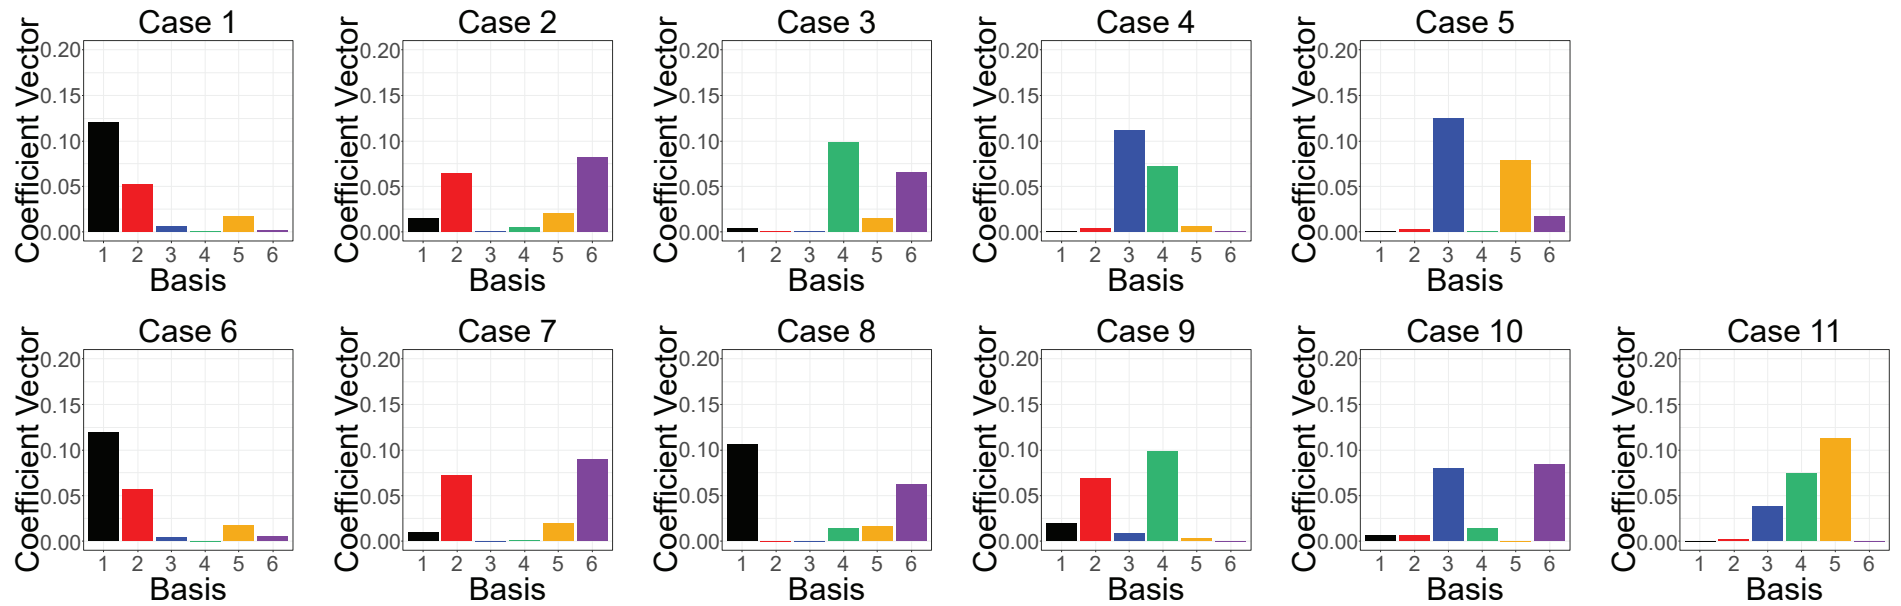 Case 1
Coefficient Vector
0.20
0.15
0.10
0.05
0.00
1 2 3 4 5 6
Basis
Case 2
Coefficient Vector
0.20
0.15
0.10
0.05
0.00
1 2 3 4 5 6
Basis
Case 3
Coefficient Vector
0.20
0.15
0.10
0.05
0.00
1 2 3 4 5 6
Basis
Case 4
Coefficient Vector
0.20
0.15
0.10
0.05
0.00
1 2 3 4 5 6
Basis
Case 5
Coefficient Vector
0.20
0.15
0.10
0.05
0.00
1 2 3 4 5 6
Basis
Case 6
Coefficient Vector
0.20
0.15
0.10
0.05
0.00
1 2 3 4 5 6
Basis
Case 7
Coefficient Vector
0.20
0.15
0.10
0.05
0.00
1 2 3 4 5 6
Basis
Case 8
Coefficient Vector
0.20
0.15
0.10
0.05
0.00
1 2 3 4 5 6
Basis
Case 9
Coefficient Vector
0.20
0.15
0.10
0.05
0.00
1 2 3 4 5 6
Basis
Case 10
Coefficient Vector
0.20
0.15
0.10
0.05
0.00
1 2 3 4 5 6
Basis
Case 11
Coefficient Vector
0.20
0.15
0.10
0.05
0.00
1 2 3 4 5 6
Basis